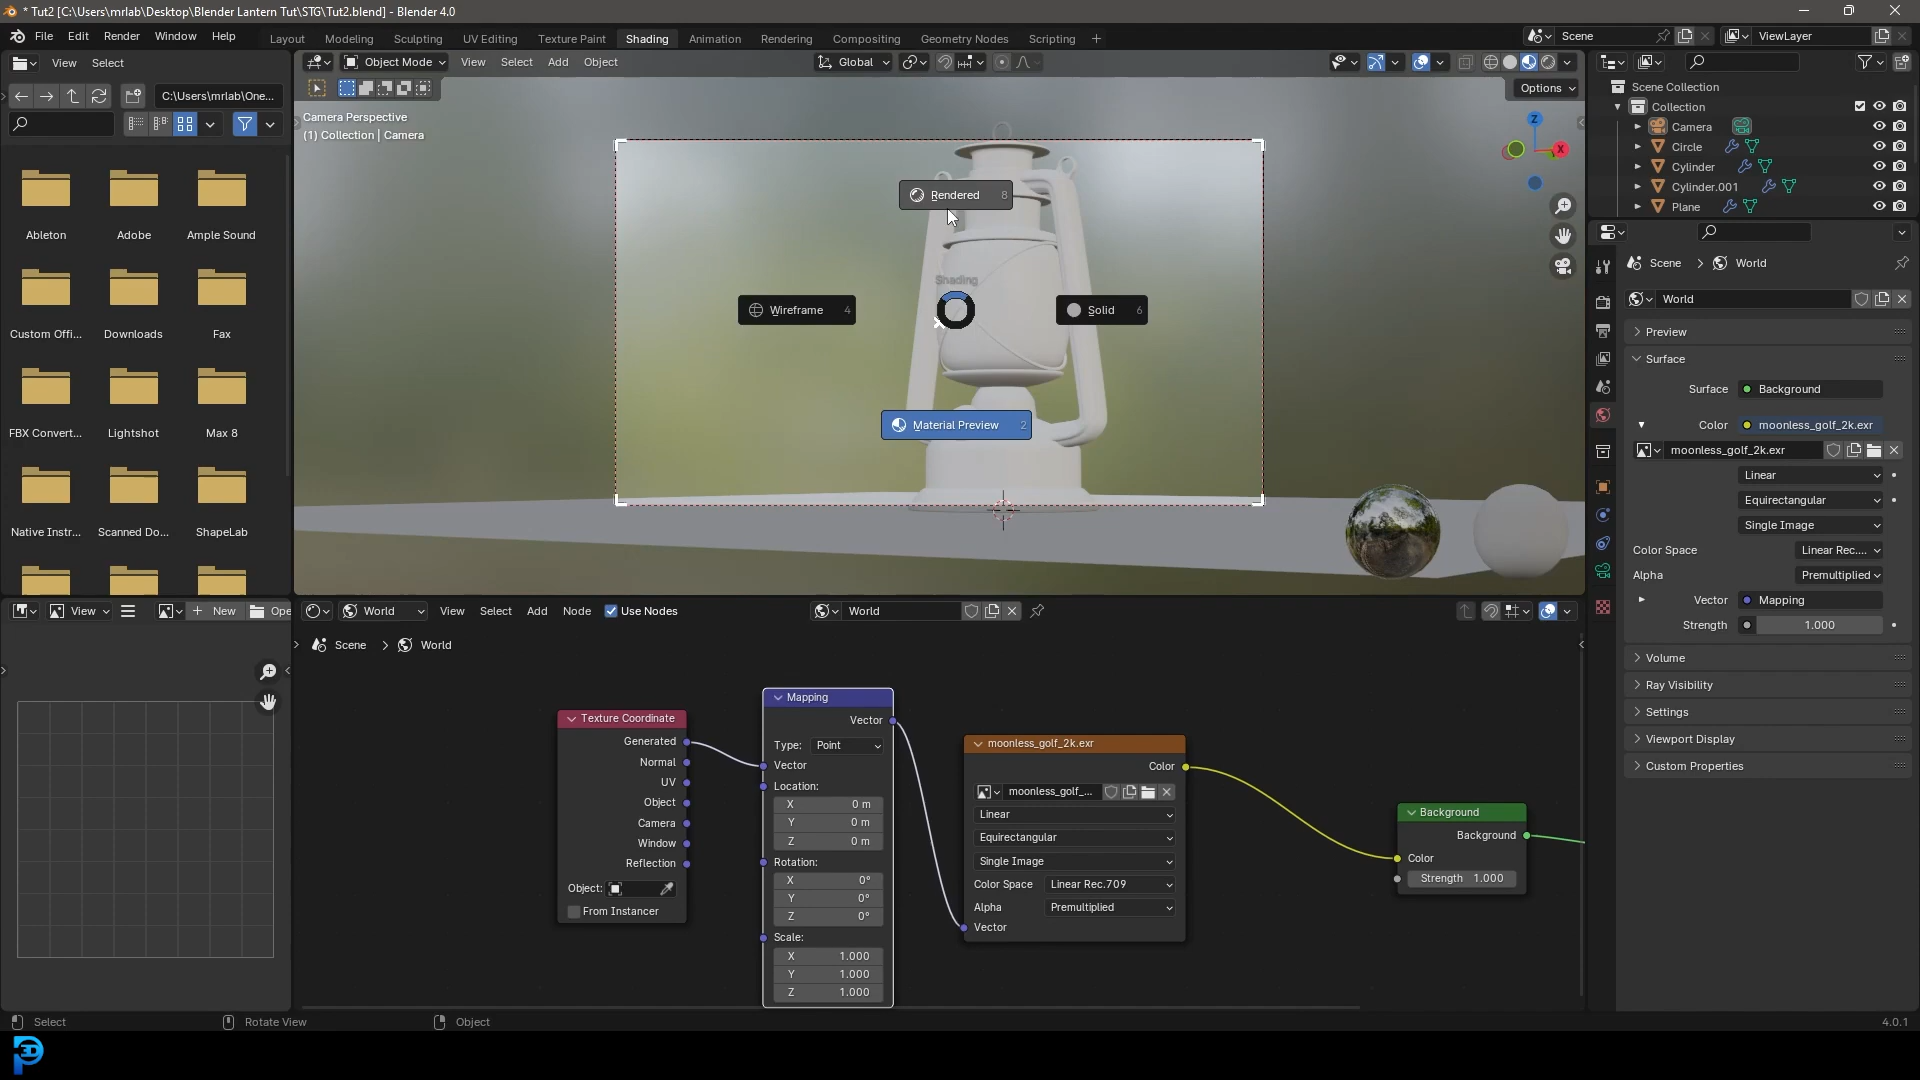 * Tut2 [C:\Users\mrlab\Desktop\Blender Lantern Tut\STG\Tut2.blend] - Blender 4.0
File Edit Render Window Help
Layout Modeling Sculpting UV Editing Texture Paint Shading Animation Rendering Compositing Geometry Nodes Scripting
Scene
ViewLayer
View Select
C:\Users\mrlab\One...
Ableton Adobe Ample Sound
Custom Offi... Downloads Fax
FBX Convert... Lightshot Max 8
Native Instr... Scanned Do... ShapeLab
Object Mode View Select Add Object
Global
Options
Camera Perspective
(1) Collection | Camera
Z
X
Rendered 8
Shading
Wireframe 4
Solid 6
Material Preview 2
Scene Collection
Collection
Camera
Circle
Cylinder
Cylinder.001
Plane
Scene > World
World
Preview
Surface
Surface Background
Color moonless_golf_2k.exr
moonless_golf_2k.exr
Linear
Equirectangular
Single Image
Color Space Linear Rec....
Alpha Premultiplied
Vector Mapping
Strength 1.000
Volume
Ray Visibility
Settings
Viewport Display
Custom Properties
View New Ope
World View Select Add Node Use Nodes World
Scene > World
Texture Coordinate
Generated
Normal
UV
Object
Camera
Window
Reflection
Object:
From Instancer
Mapping
Vector
Type: Point
Vector
Location:
X 0 m
Y 0 m
Z 0 m
Rotation:
X 0°
Y 0°
Z 0°
Scale:
X 1.000
Y 1.000
Z 1.000
moonless_golf_2k.exr
Color
moonless_golf_...
Linear
Equirectangular
Single Image
Color Space Linear Rec.709
Alpha Premultiplied
Vector
Background
Background
Color
Strength 1.000
Select Rotate View Object 4.0.1